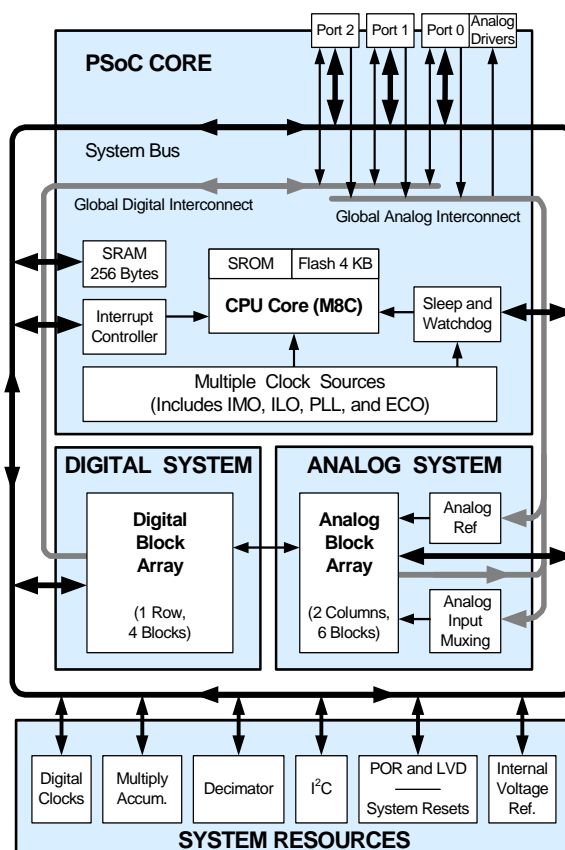 Port 2
Port 1
Port 0
Analog
Drivers
PSoC CORE
System Bus
Global Digital Interconnect
Global Analog Interconnect
SRAM
256 Bytes
SROM
Flash 4 KB
CPU Core (M8C)
Interrupt
Controller
Sleep and
Watchdog
Multiple Clock Sources
(Includes IMO, ILO, PLL, and ECO)
DIGITAL SYSTEM
Digital
Block
Array
(1 Row,
4 Blocks)
ANALOG SYSTEM
Analog
Block
Array
(2 Columns,
6 Blocks)
Analog
Ref
Analog
Input
Muxing
Digital
Clocks
Multiply
Accum.
Decimator
I²C
POR and LVD
System Resets
Internal
Voltage
Ref.
SYSTEM RESOURCES